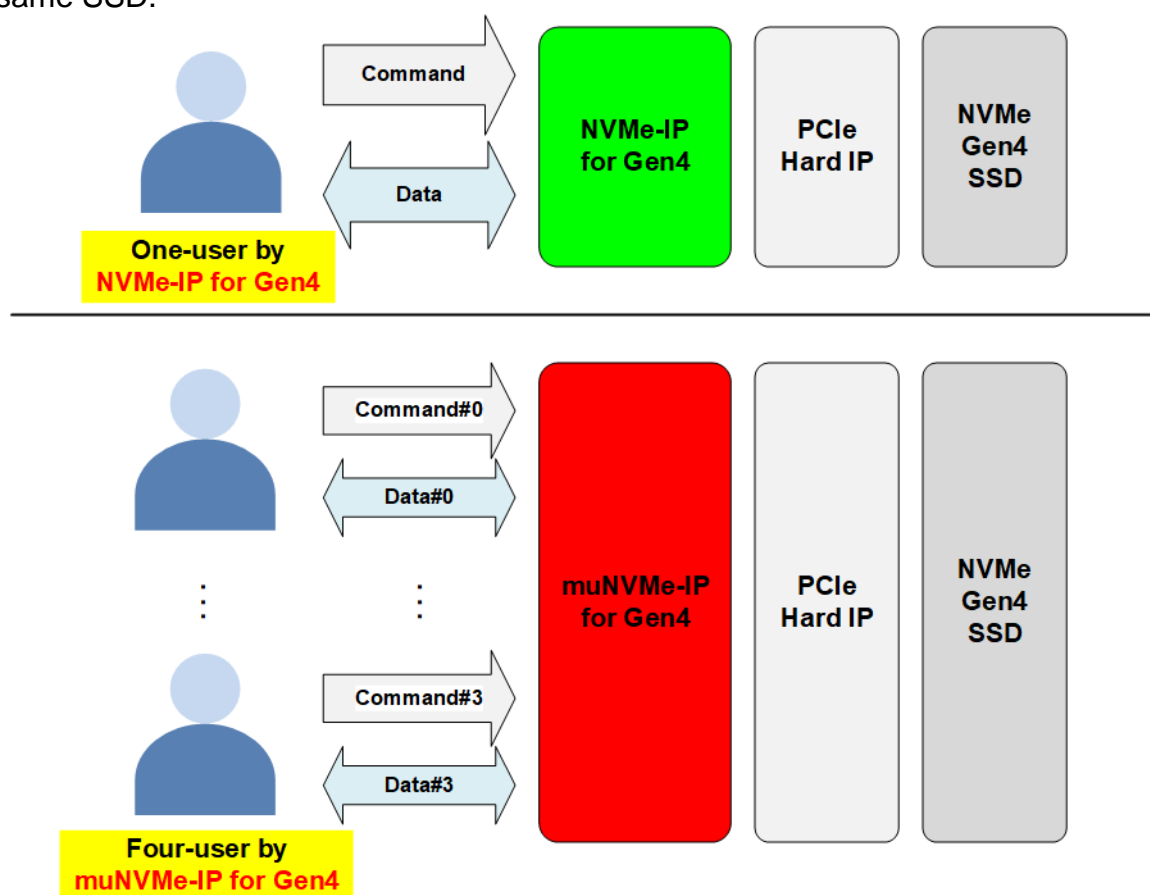 same SSD.
Command
Data
One-user by
NVMe-IP for Gen4
NVMe-IP
for Gen4
PCIe
Hard IP
NVMe
Gen4
SSD
Command#0
Data#0
Command#3
Data#3
Four-user by
muNVMe-IP for Gen4
muNVMe-IP
for Gen4
PCIe
Hard IP
NVMe
Gen4
SSD